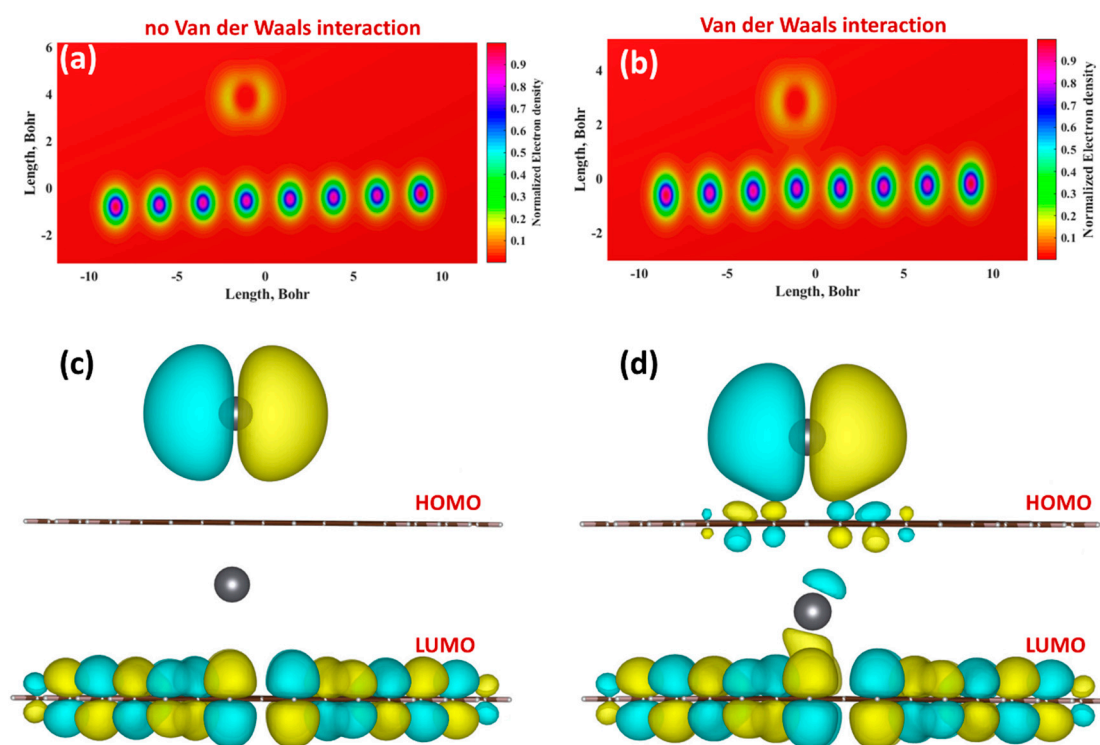 no Van der Waals interaction
(a)
6
4
2
0
-2
Length, Bohr
-10
-5
0
5
10
Length, Bohr
0.9
0.8
0.7
0.6
0.5
0.4
0.3
0.2
0.1
Normalized Electron density
Van der Waals interaction
(b)
4
2
0
-2
Length, Bohr
-10
-5
0
5
10
Length, Bohr
0.9
0.8
0.7
0.6
0.5
0.4
0.3
0.2
0.1
Normalized Electron density
(c)
HOMO
LUMO
(d)
HOMO
LUMO